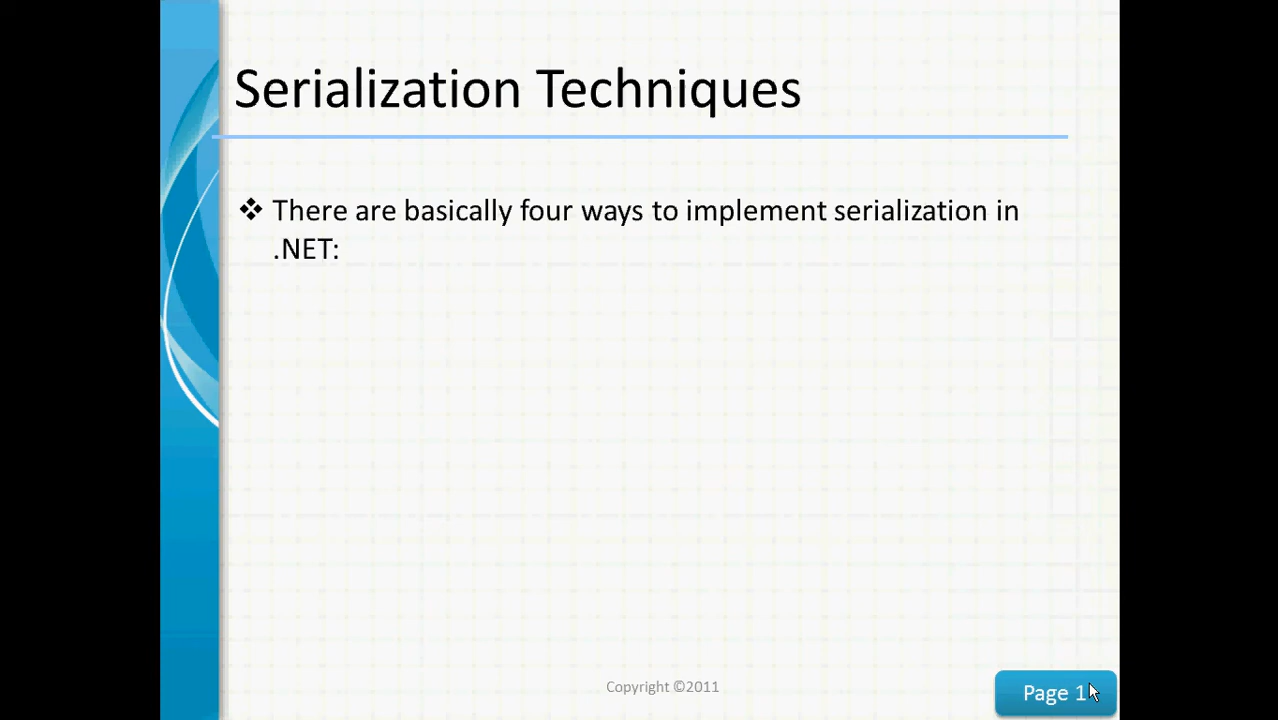 Serialization Techniques
❖ There are basically four ways to implement serialization in
.NET:
Copyright ©2011
Page 1